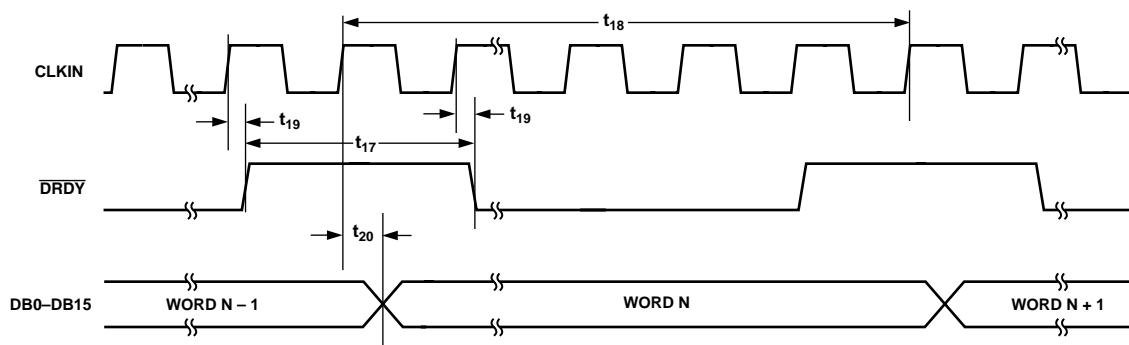 t18
CLKIN
t19
t19
t17
DRDY
t20
DB0–DB15
WORD N – 1
WORD N
WORD N + 1